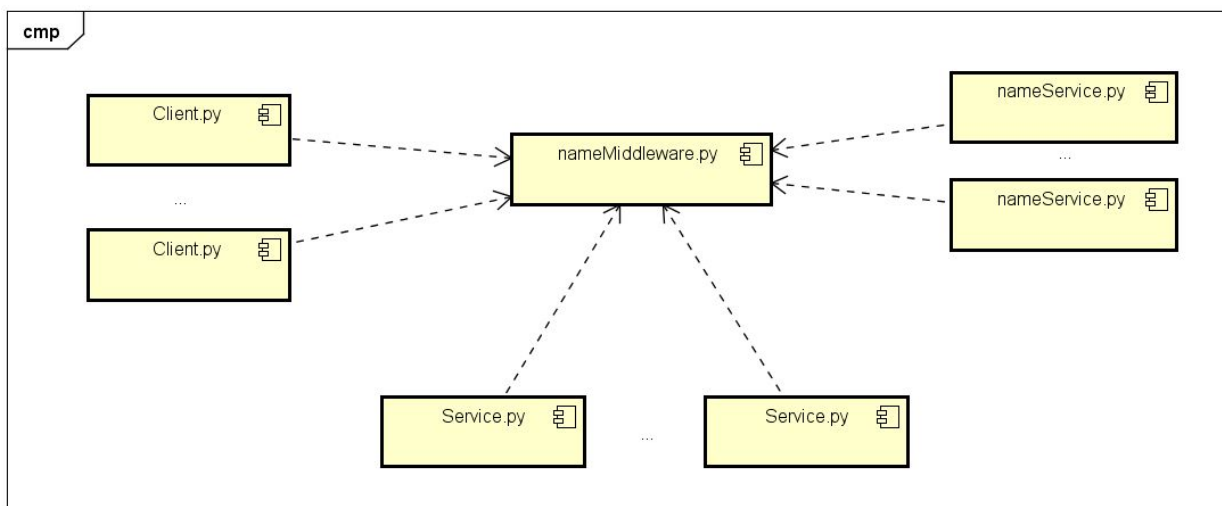 cmp
Client.py
...
Client.py
nameMiddleware.py
nameService.py
...
nameService.py
Service.py
...
Service.py